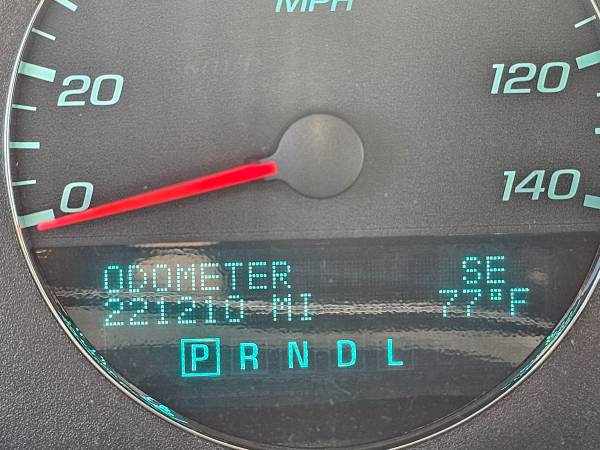 MPH
20
120
0
140
ODOMETER SE
221210 MI 77°F
P R N D L